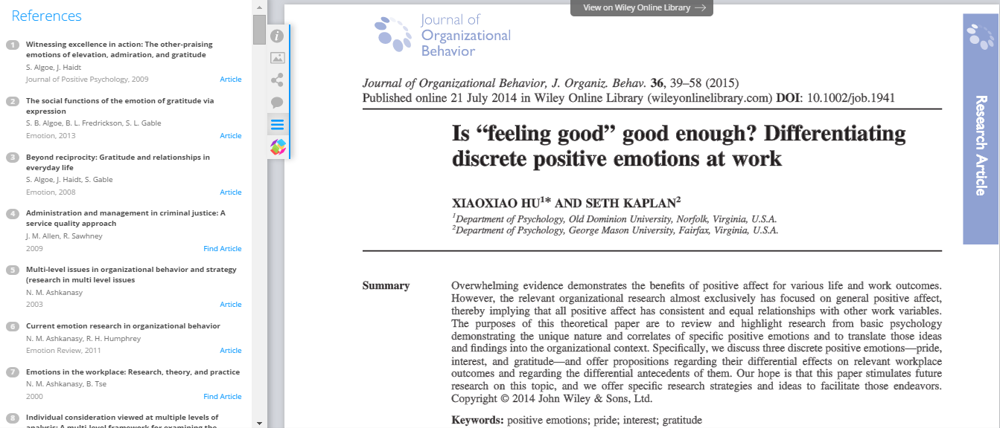 References
1
Witnessing excellence in action: The other-praising
emotions of elevation, admiration, and gratitude
S. Algoe, J. Haidt
Journal of Positive Psychology, 2009
Article
2
The social functions of the emotion of gratitude via
expression
S. B. Algoe, B. L. Fredrickson, S. L. Gable
Emotion, 2013
Article
3
Beyond reciprocity: Gratitude and relationships in
everyday life
S. Algoe, J. Haidt, S. Gable
Emotion, 2008
Article
4
Administration and management in criminal justice: A
service quality approach
J. M. Allen, R. Sawhney
2009
Find Article
5
Multi-level issues in organizational behavior and strategy
(research in multi level issues
N. M. Ashkanasy
2003
Article
6
Current emotion research in organizational behavior
N. M. Ashkanasy, R. H. Humphrey
Emotion Review, 2011
Article
7
Emotions in the workplace: Research, theory, and practice
N. M. Ashkanasy, B. Tse
2000
Find Article
8
Individual consideration viewed at multiple levels of
analysis: A multi-level framework for examining the
i
View on Wiley Online Library →
Journal of
Organizational
Behavior
Journal of Organizational Behavior, J. Organiz. Behav. 36, 39–58 (2015)
Published online 21 July 2014 in Wiley Online Library (wileyonlinelibrary.com) DOI: 10.1002/job.1941
Is “feeling good” good enough? Differentiating
discrete positive emotions at work
XIAOXIAO HU1* AND SETH KAPLAN2
1Department of Psychology, Old Dominion University, Norfolk, Virginia, U.S.A.
2Department of Psychology, George Mason University, Fairfax, Virginia, U.S.A.
Summary
Overwhelming evidence demonstrates the benefits of positive affect for various life and work outcomes.
However, the relevant organizational research almost exclusively has focused on general positive affect,
thereby implying that all positive affect has consistent and equal relationships with other work variables.
The purposes of this theoretical paper are to review and highlight research from basic psychology
demonstrating the unique nature and correlates of specific positive emotions and to translate those ideas
and findings into the organizational context. Specifically, we discuss three discrete positive emotions—pride,
interest, and gratitude—and offer propositions regarding their differential effects on relevant workplace
outcomes and regarding the differential antecedents of them. Our hope is that this paper stimulates future
research on this topic, and we offer specific research strategies and ideas to facilitate those endeavors.
Copyright © 2014 John Wiley & Sons, Ltd.
Keywords: positive emotions; pride; interest; gratitude
Research Article